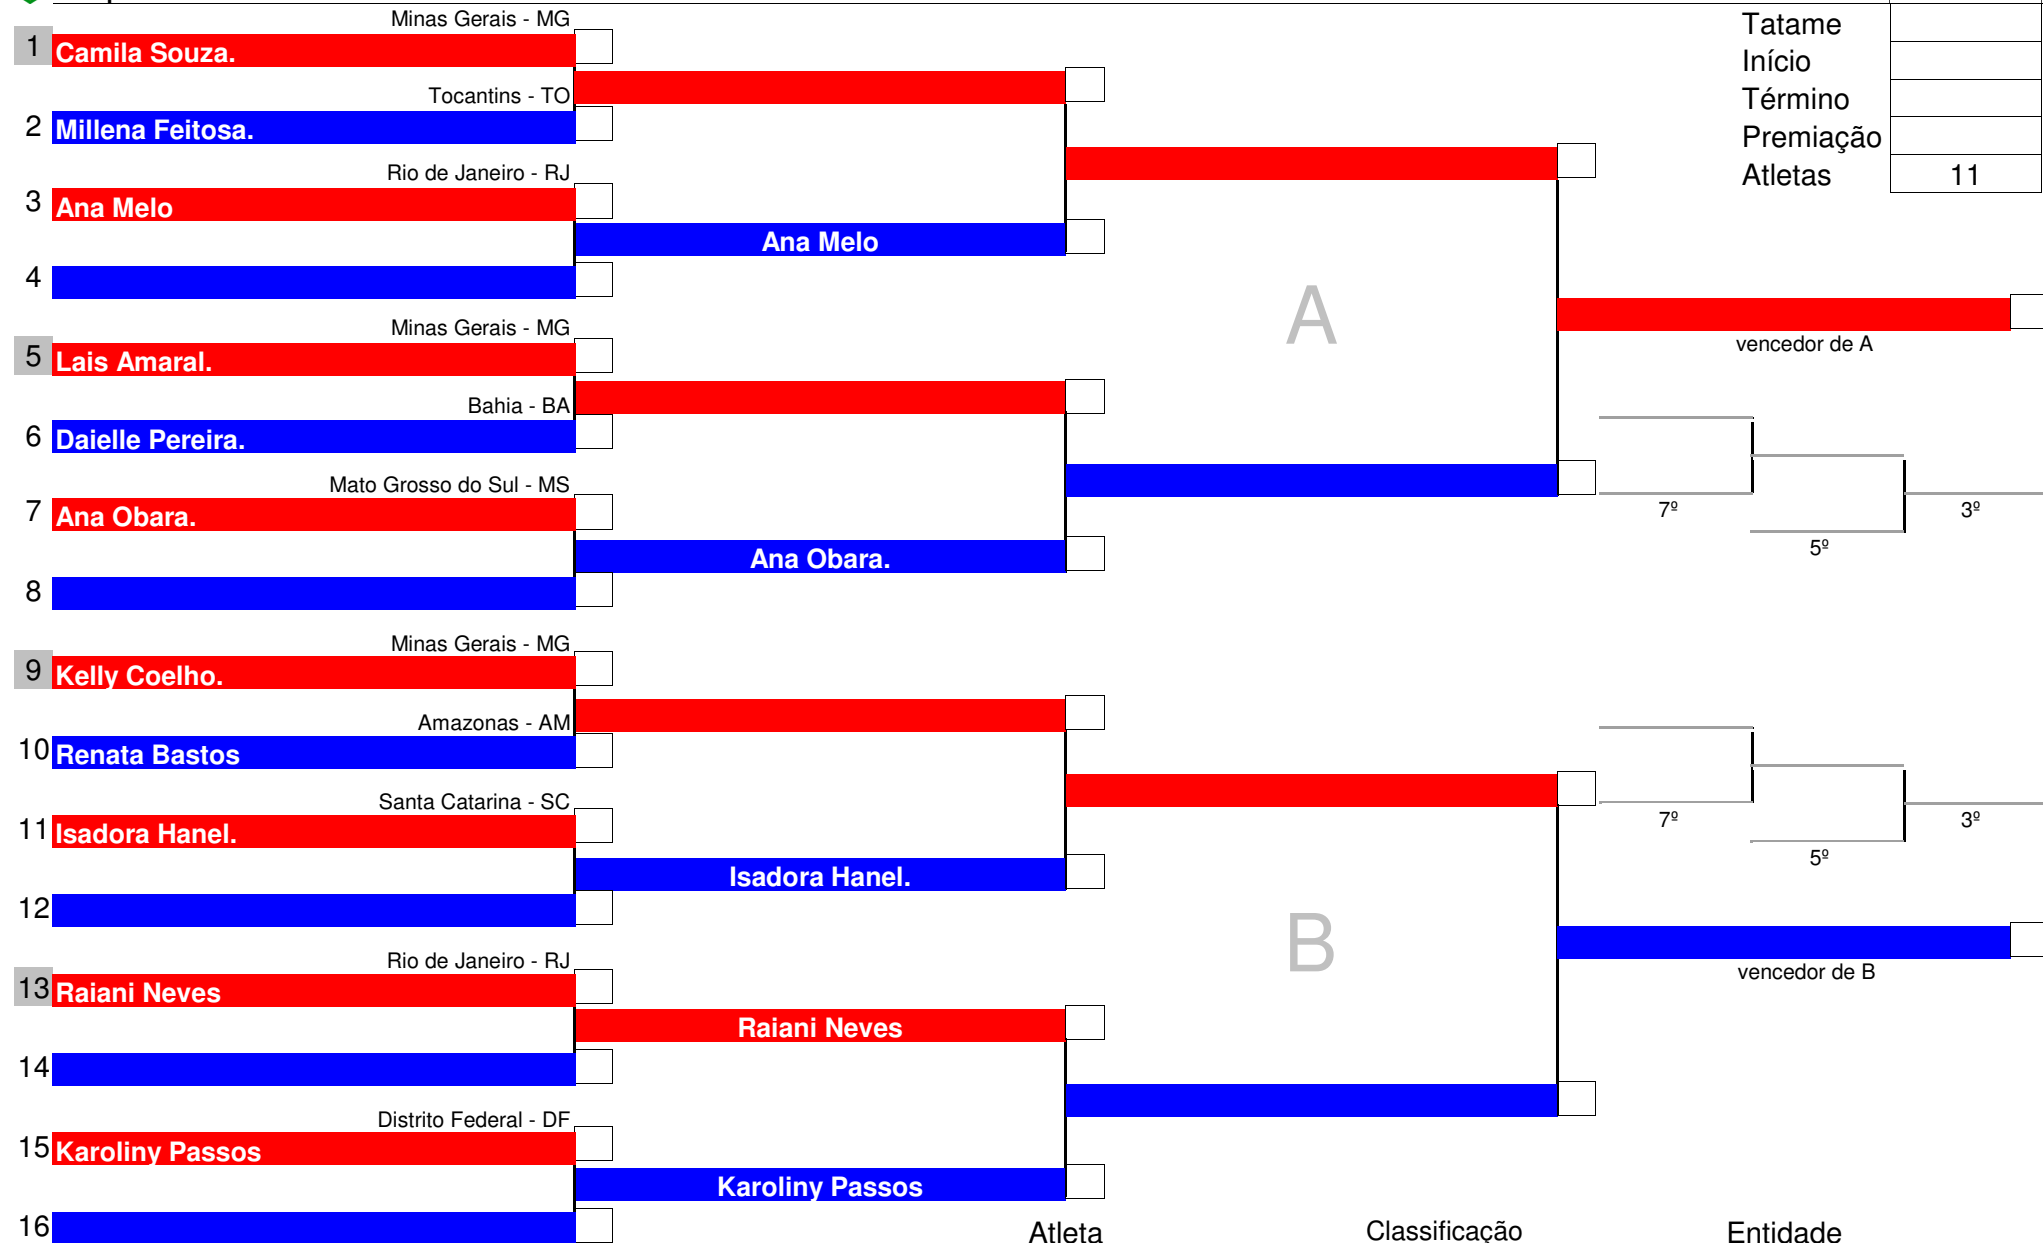 Minas Gerais - MG
1 Camila Souza.
Tocantins - TO
2 Millena Feitosa.
Rio de Janeiro - RJ
3 Ana Melo
Ana Melo
4
Minas Gerais - MG
5 Lais Amaral.
Bahia - BA
6 Daielle Pereira.
Mato Grosso do Sul - MS
7 Ana Obara.
Ana Obara.
8
Minas Gerais - MG
9 Kelly Coelho.
Amazonas - AM
10 Renata Bastos
Santa Catarina - SC
11 Isadora Hanel.
Isadora Hanel.
12
Rio de Janeiro - RJ
13 Raiani Neves
Raiani Neves
14
Distrito Federal - DF
15 Karoliny Passos
Karoliny Passos
16
A
B
Tatame
Início
Término
Premiação
Atletas 11
vencedor de A
7º
3º
5º
7º
3º
5º
vencedor de B
Atleta Classificação Entidade